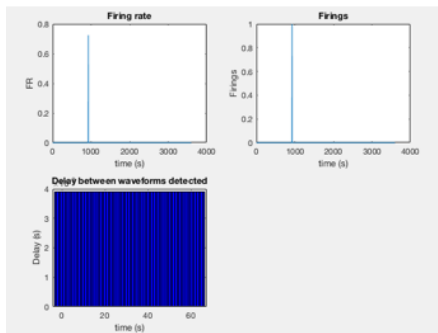 Firing rate
FR
0.8
0.6
0.4
0.2
0
0 1000 2000 3000 4000
time (s)
Firings
Firings
1
0.8
0.6
0.4
0.2
0
0 1000 2000 3000 4000
time (s)
Delay between waveforms detected
Delay (s)
4
3
2
1
0
0 20 40 60
time (s)